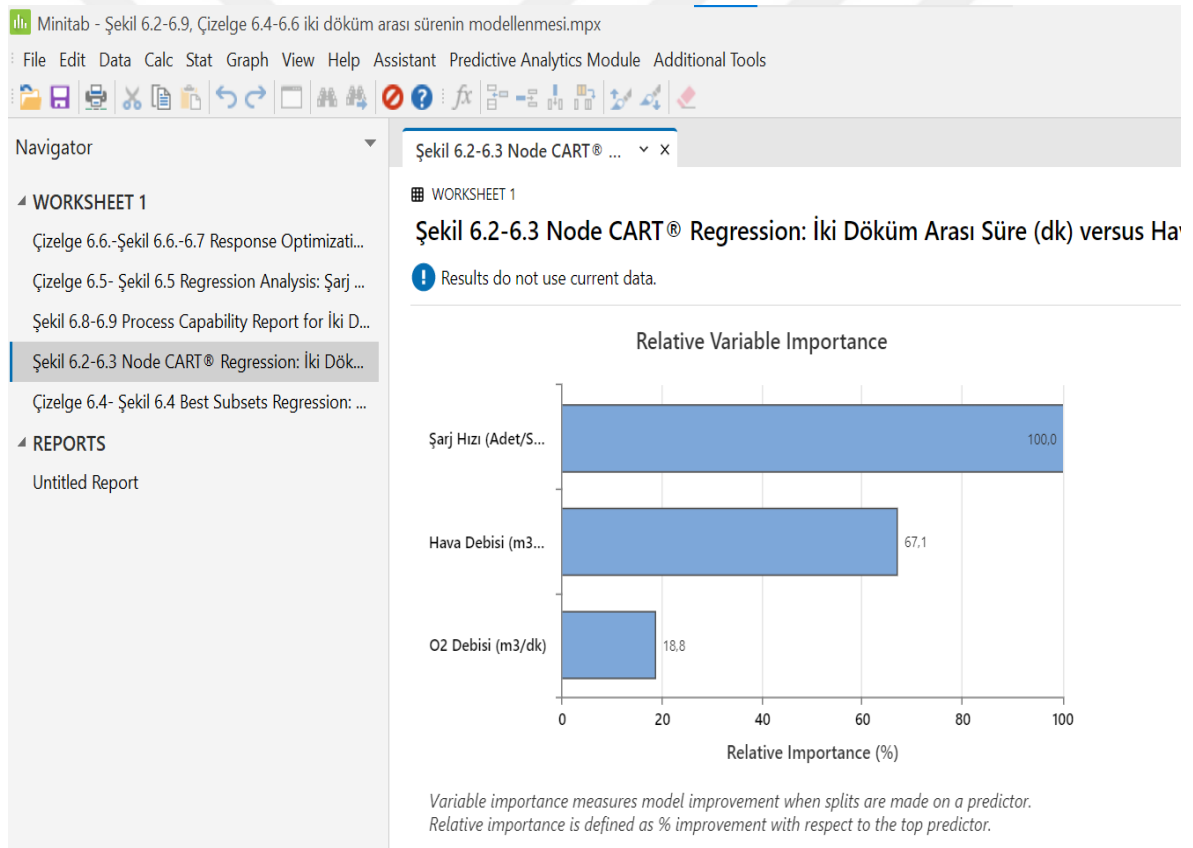 Minitab - Şekil 6.2-6.9, Çizelge 6.4-6.6 iki döküm arası sürenin modellenmesi.mpx
File Edit Data Calc Stat Graph View Help Assistant Predictive Analytics Module Additional Tools
Navigator
Şekil 6.2-6.3 Node CART® ...
WORKSHEET 1
Çizelge 6.6.-Şekil 6.6.-6.7 Response Optimizati...
Çizelge 6.5- Şekil 6.5 Regression Analysis: Şarj ...
Şekil 6.8-6.9 Process Capability Report for İki D...
Şekil 6.2-6.3 Node CART® Regression: İki Dök...
Çizelge 6.4- Şekil 6.4 Best Subsets Regression: ...
REPORTS
Untitled Report
WORKSHEET 1
Şekil 6.2-6.3 Node CART® Regression: İki Döküm Arası Süre (dk) versus Ha
Results do not use current data.
Relative Variable Importance
Şarj Hızı (Adet/S...
100,0
Hava Debisi (m3...
67,1
O2 Debisi (m3/dk)
18,8
0 20 40 60 80 100
Relative Importance (%)
Variable importance measures model improvement when splits are made on a predictor.
Relative importance is defined as % improvement with respect to the top predictor.